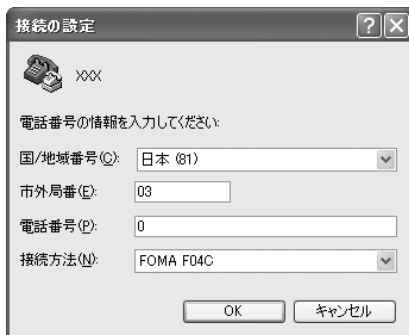 接続の設定
XXX
電話番号の情報を入力してください:
国/地域番号(C): 日本 (81)
市外局番(E): 03
電話番号(P): 0
接続方法(N): FOMA F04C
OK キャンセル